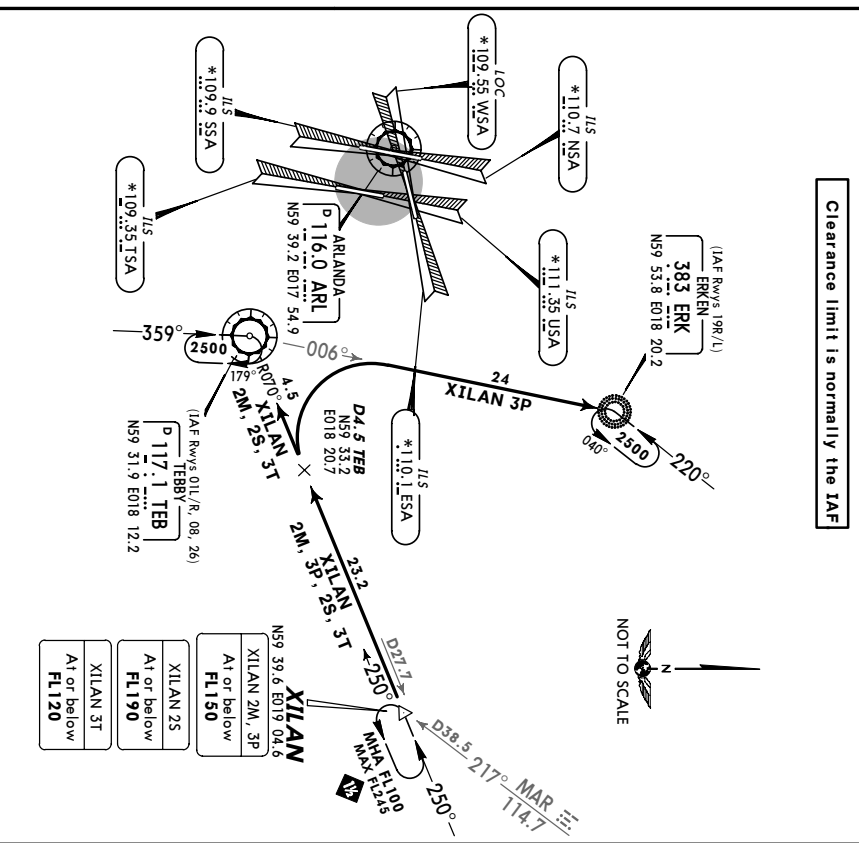 Clearance limit is normally the IAF
LOC
*109.55 WSA
ILS
*110.7 NSA
ILS
*109.9 SSA
ILS
*109.35 TSA
ILS
*111.35 USA
ILS
*110.1 ESA
ARLANDA
D 116.0 ARL
N59 39.2 E017 54.9
(IAF Rwys 19R/L)
ERKEN
383 ERK
N59 53.8 E018 20.2
2500
040°
220°
24
XILAN 3P
006°
359°
2500
179°
R070°
4.5
XILAN
2M, 2S, 3T
D4.5 TEB
N59 33.2
E018 20.7
(IAF Rwys 01L/R, 08, 26)
TEBBY
D 117.1 TEB
N59 31.9 E018 12.2
23.2
XILAN
2M, 3P, 2S, 3T
D27.7
250°
XILAN
N59 39.6 E019 04.6
XILAN 2M, 3P
At or below
FL150
XILAN 2S
At or below
FL190
XILAN 3T
At or below
FL120
MHA FL100
MAX FL245
250°
D38.5
217° MAR
114.7
N
NOT TO SCALE